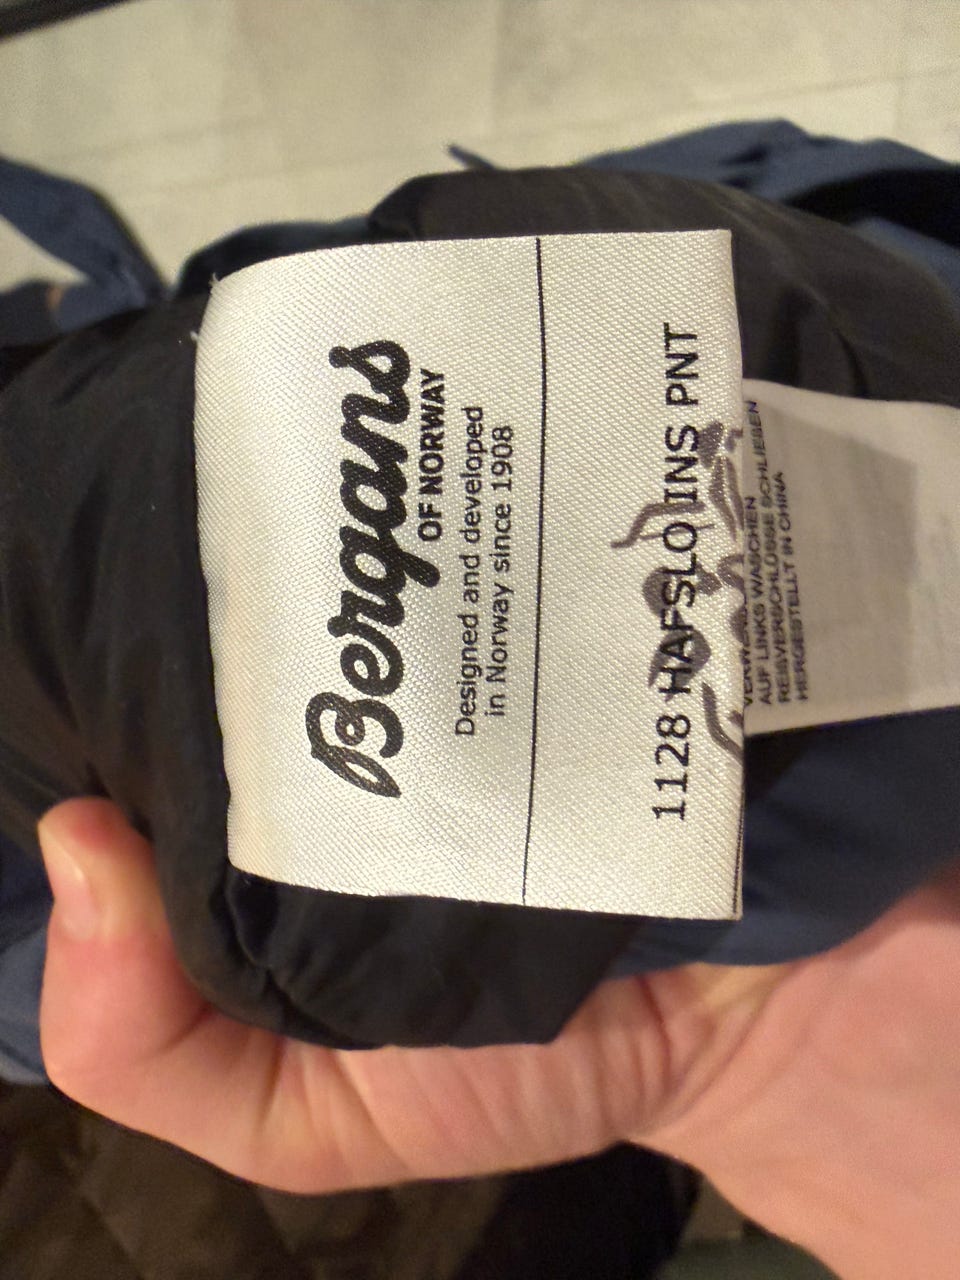 Bergans
OF NORWAY
Designed and developed
in Norway since 1908
1128 HAFSLO INS PNT
AUF LINKS WASCHEN
REIßVERSCHLÜSSE SCHLIEßEN
HERGESTELLT IN CHINA